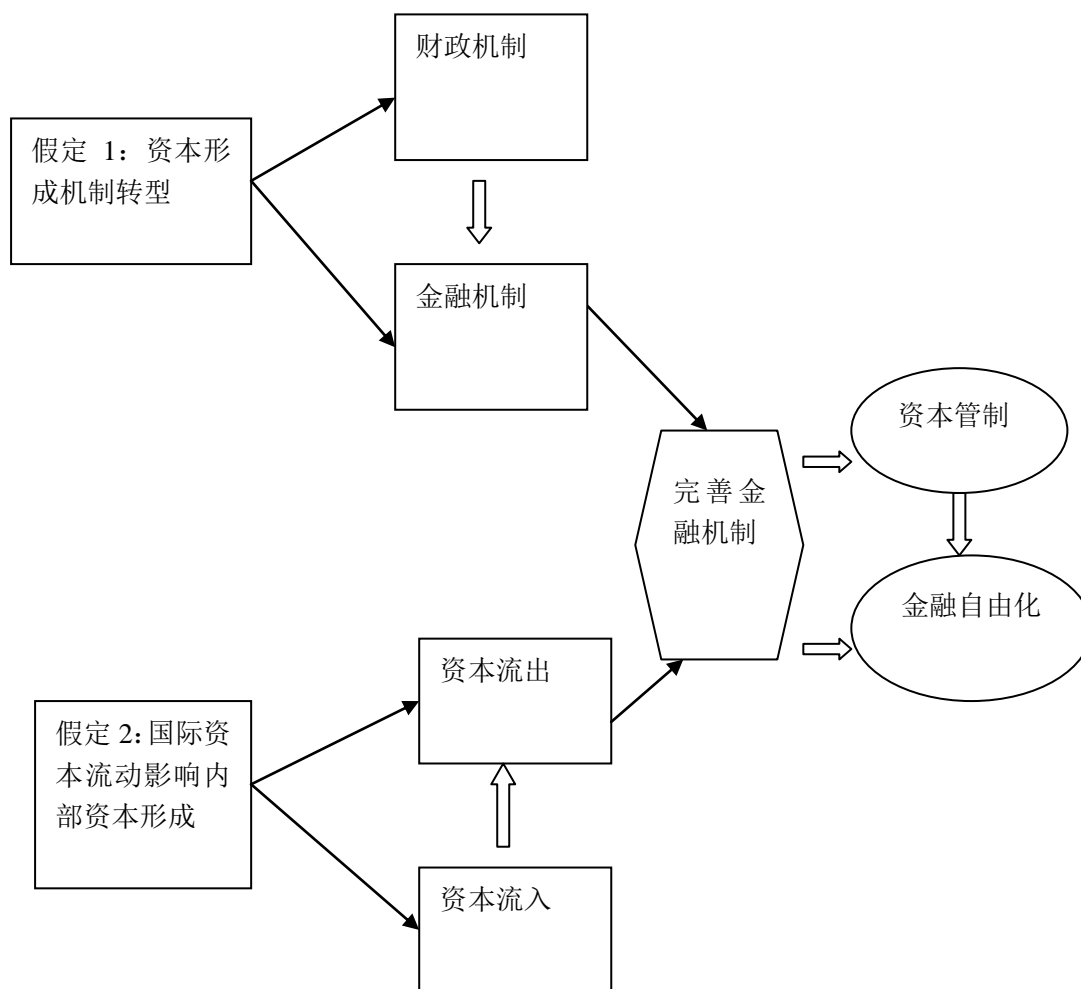 财政机制
假定 1：资本形
成机制转型
金融机制
资本管制
完善金
融机制
金融自由化
资本流出
假定 2：国际资
本流动影响内
部资本形成
资本流入